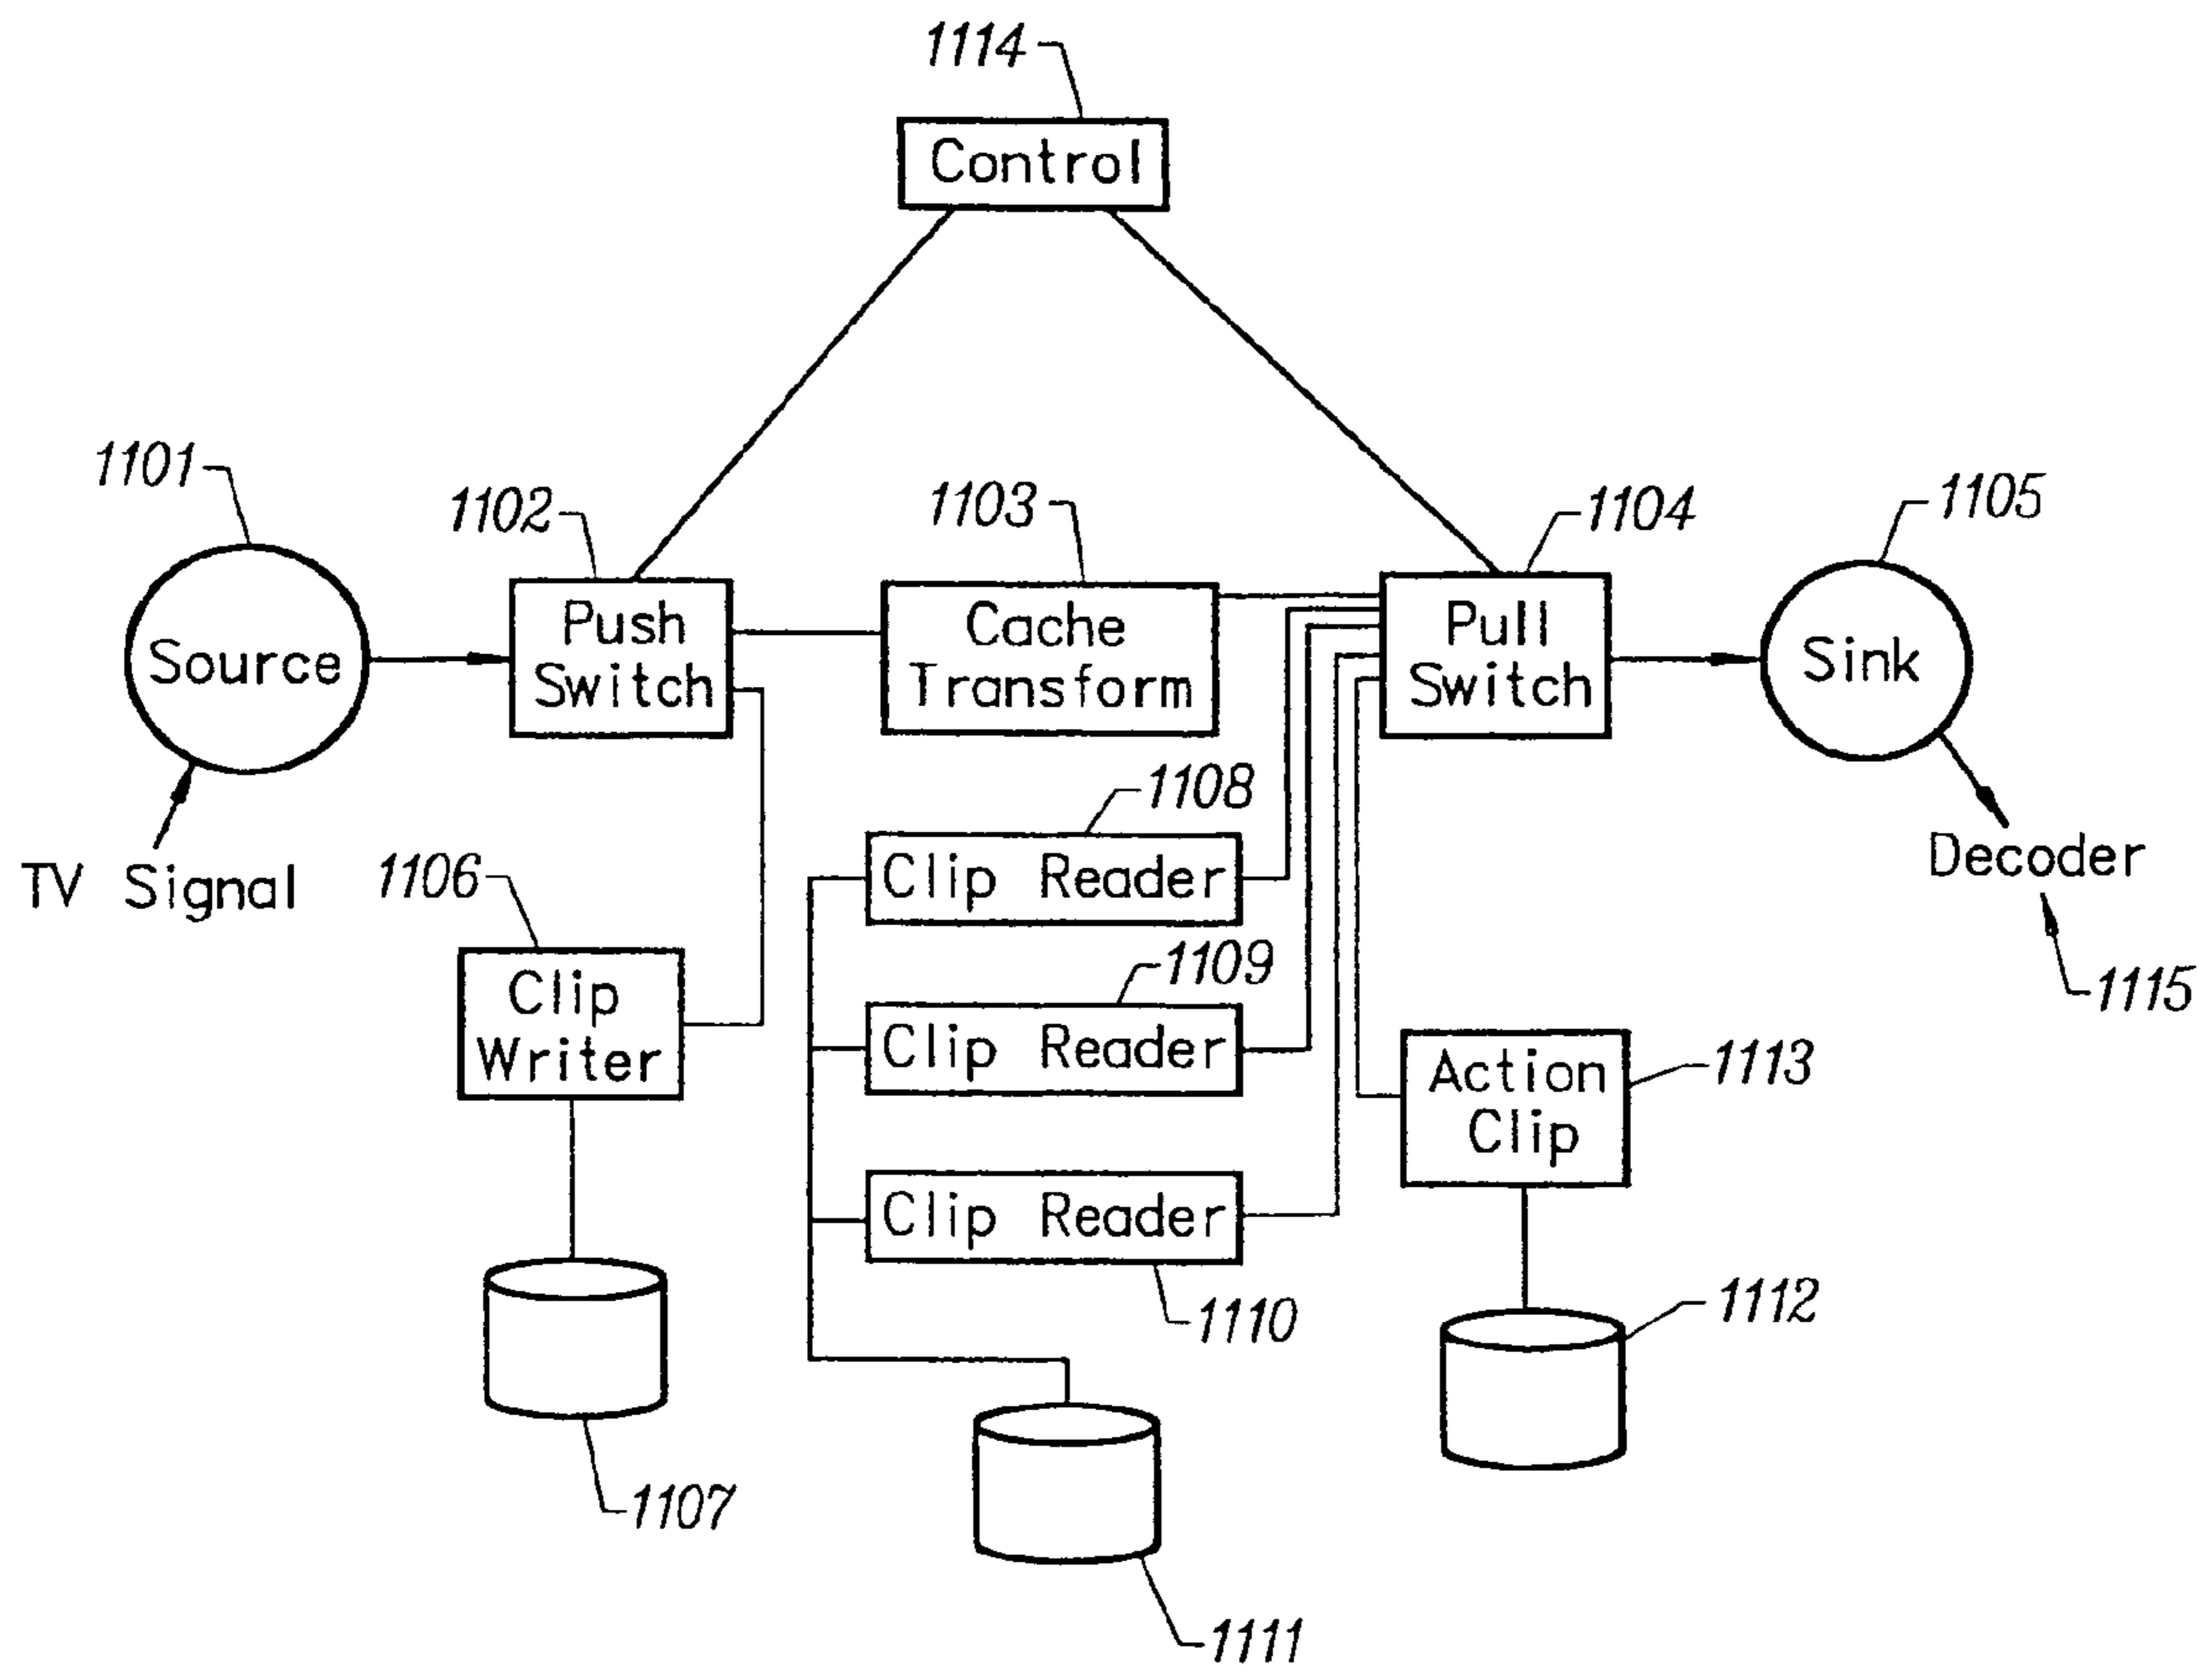 1114
Control
1101
1102
1103
1104
1105
Source
Push
Switch
Cache
Transform
Pull
Switch
Sink
TV Signal
Decoder
1115
1106
Clip
Writer
1107
1108
Clip Reader
1109
Clip Reader
Clip Reader
1110
1111
Action
Clip
1113
1112